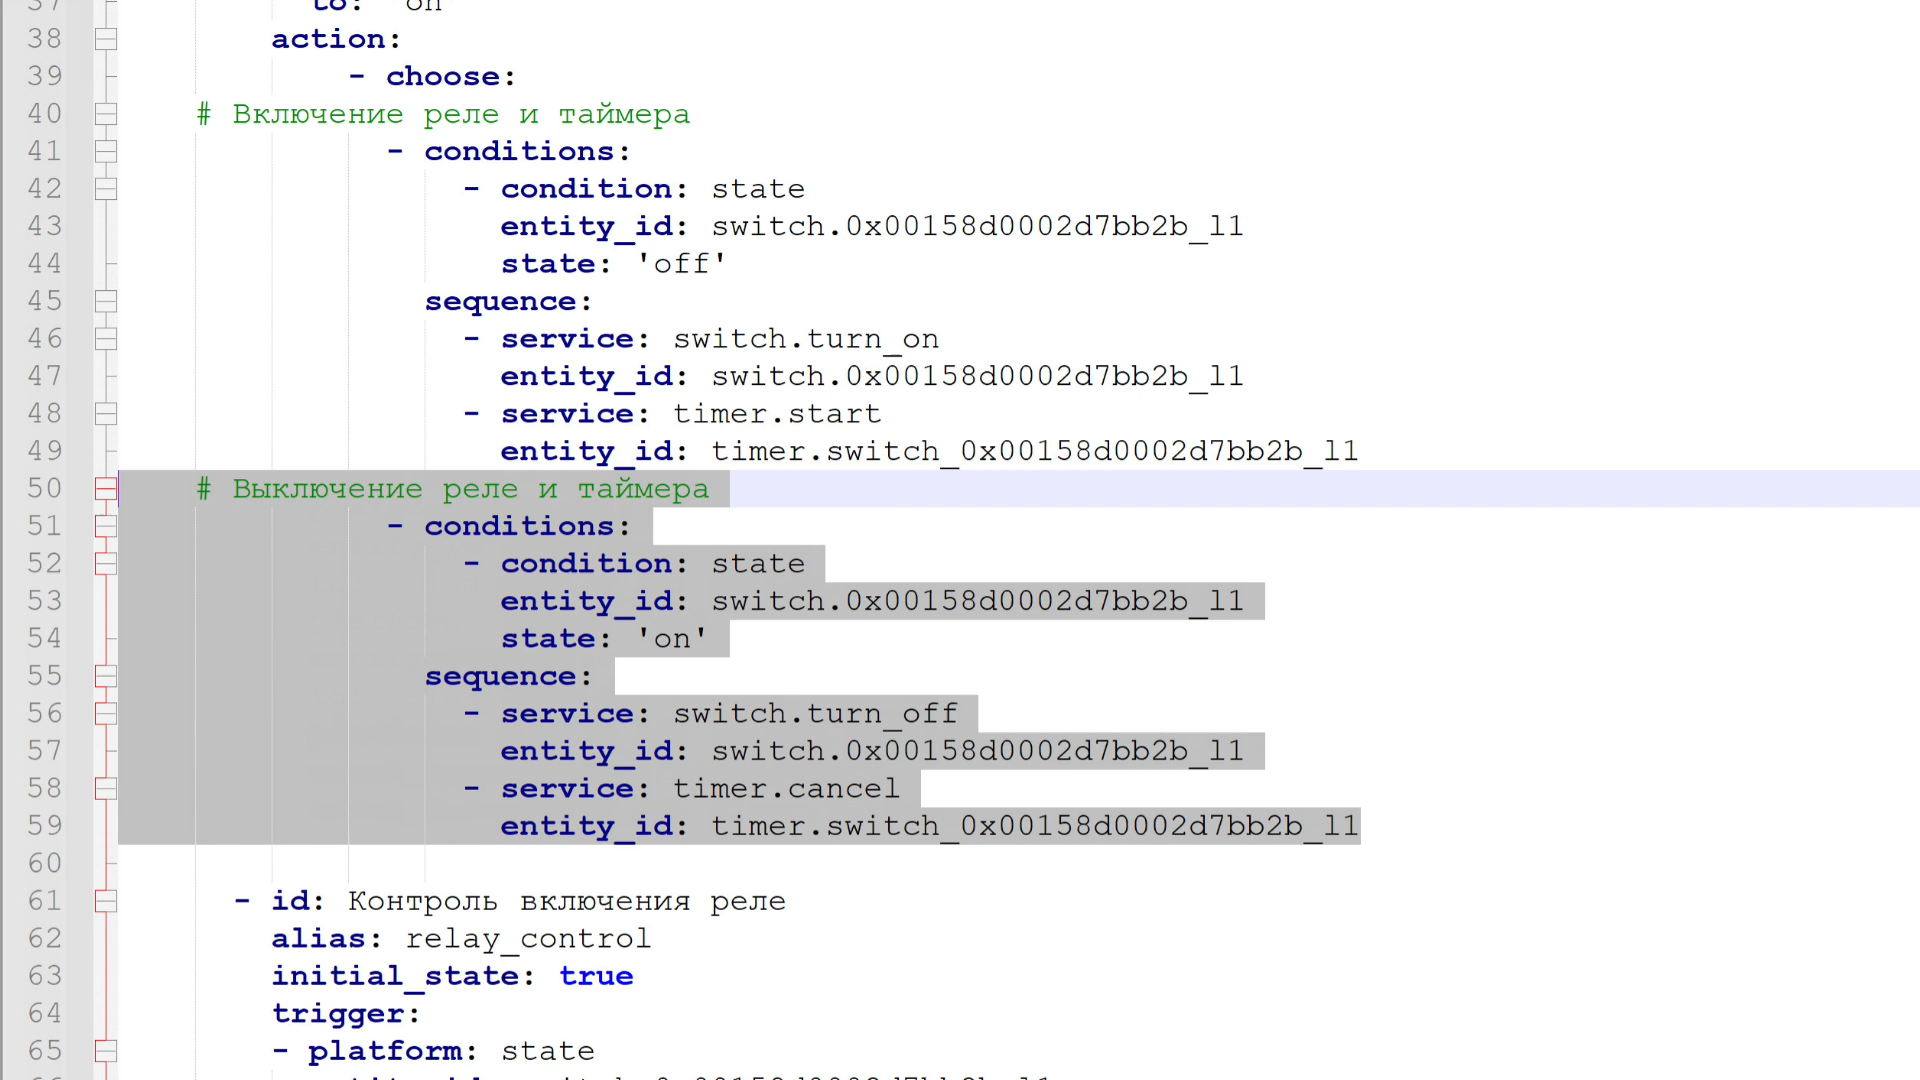 37 to: 'on'
38 action:
39 - choose:
40 # Включение реле и таймера
41 - conditions:
42 - condition: state
43 entity_id: switch.0x00158d0002d7bb2b_l1
44 state: 'off'
45 sequence:
46 - service: switch.turn_on
47 entity_id: switch.0x00158d0002d7bb2b_l1
48 - service: timer.start
49 entity_id: timer.switch_0x00158d0002d7bb2b_l1
50 # Выключение реле и таймера
51 - conditions:
52 - condition: state
53 entity_id: switch.0x00158d0002d7bb2b_l1
54 state: 'on'
55 sequence:
56 - service: switch.turn_off
57 entity_id: switch.0x00158d0002d7bb2b_l1
58 - service: timer.cancel
59 entity_id: timer.switch_0x00158d0002d7bb2b_l1
60
61 - id: Контроль включения реле
62 alias: relay_control
63 initial_state: true
64 trigger:
65 - platform: state